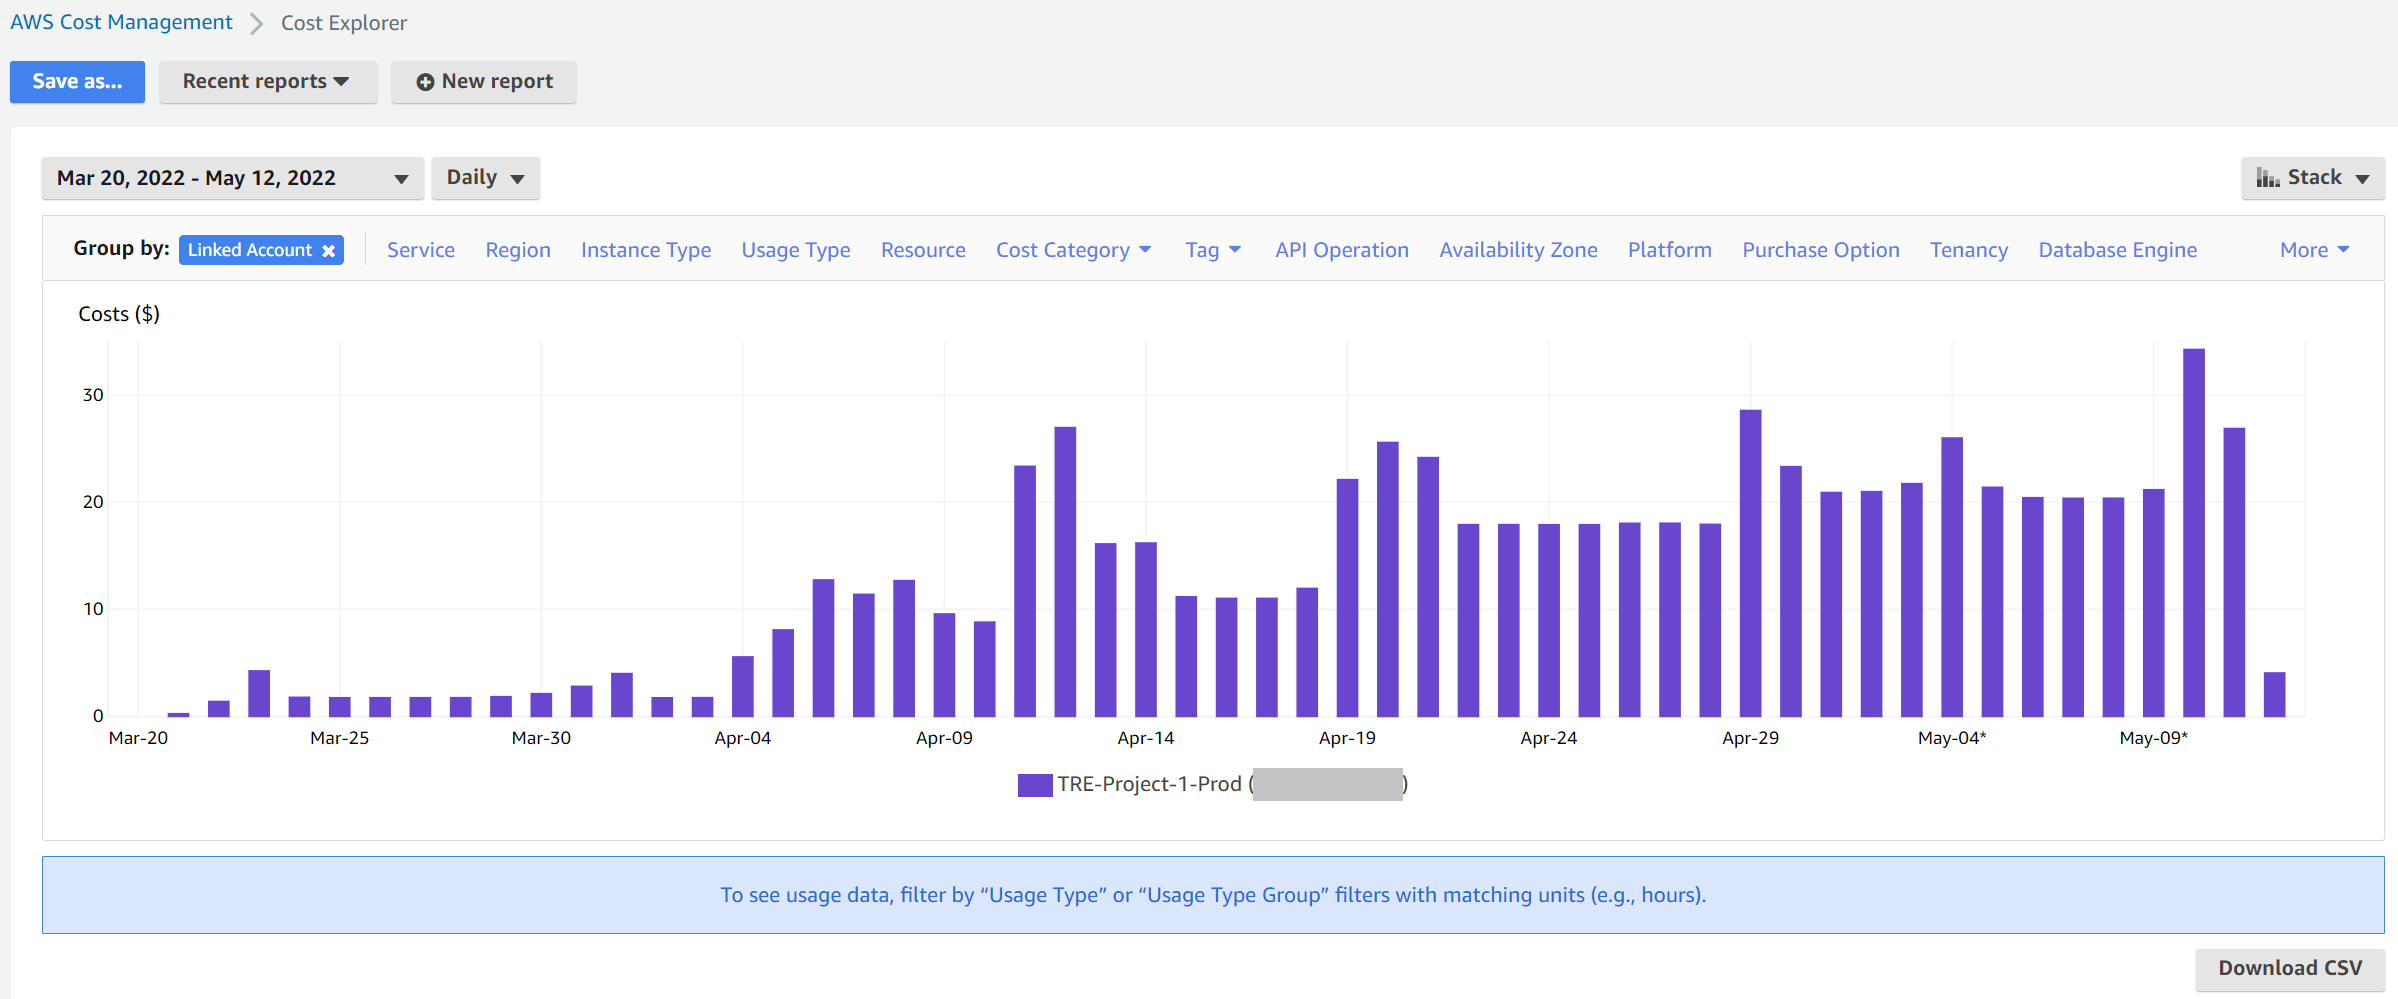 AWS Cost Management > Cost Explorer
Save as... Recent reports New report
Mar 20, 2022 - May 12, 2022 Daily Stack
Group by: Linked Account Service Region Instance Type Usage Type Resource Cost Category Tag API Operation Availability Zone Platform Purchase Option Tenancy Database Engine More
Costs ($)
30
20
10
0
Mar-20 Mar-25 Mar-30 Apr-04 Apr-09 Apr-14 Apr-19 Apr-24 Apr-29 May-04* May-09*
TRE-Project-1-Prod ( )
To see usage data, filter by “Usage Type” or “Usage Type Group” filters with matching units (e.g., hours).
Download CSV